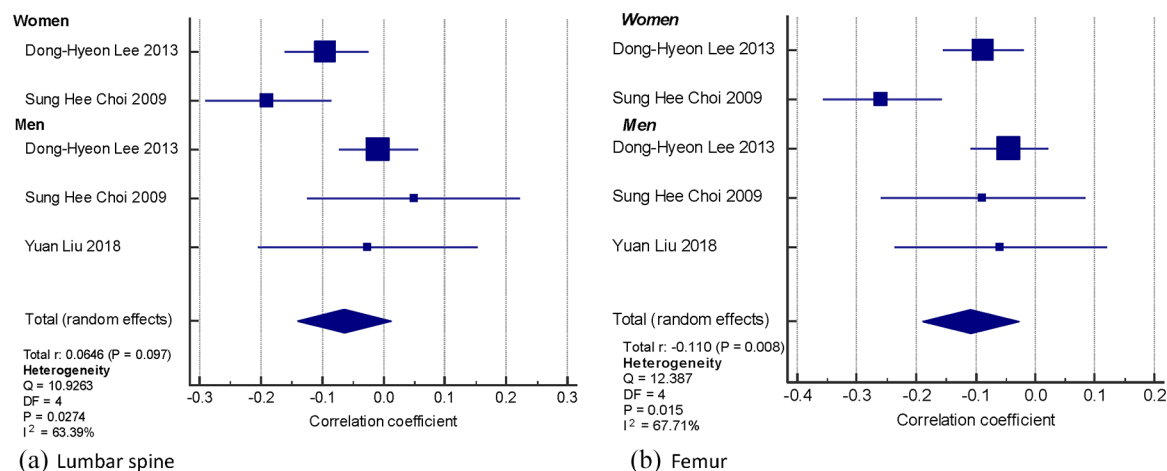 Women
Dong-Hyeon Lee 2013
Sung Hee Choi 2009
Men
Dong-Hyeon Lee 2013
Sung Hee Choi 2009
Yuan Liu 2018
Total (random effects)
Total r: 0.0646 (P = 0.097)
Heterogeneity
Q = 10.9263
DF = 4
P = 0.0274
I² = 63.39%
-0.3 -0.2 -0.1 0.0 0.1 0.2 0.3
Correlation coefficient
(a) Lumbar spine
Women
Dong-Hyeon Lee 2013
Sung Hee Choi 2009
Men
Dong-Hyeon Lee 2013
Sung Hee Choi 2009
Yuan Liu 2018
Total (random effects)
Total r: -0.110 (P = 0.008)
Heterogeneity
Q = 12.387
DF = 4
P = 0.015
I² = 67.71%
-0.4 -0.3 -0.2 -0.1 0.0 0.1 0.2
Correlation coefficient
(b) Femur